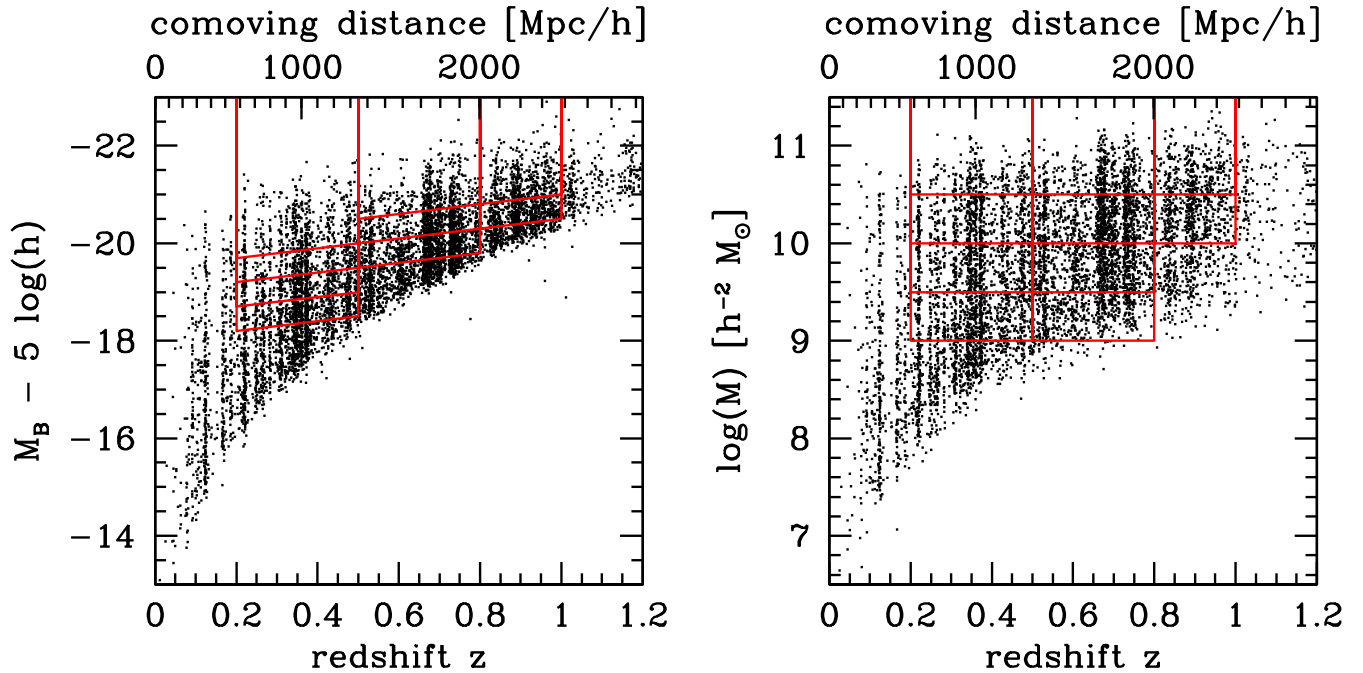 comoving distance [Mpc/h]
0 1000 2000
M_B − 5 log(h)
−22
−20
−18
−16
−14
0 0.2 0.4 0.6 0.8 1 1.2
redshift z
comoving distance [Mpc/h]
0 1000 2000
log(M) [h⁻² M☉]
11
10
9
8
7
0 0.2 0.4 0.6 0.8 1 1.2
redshift z